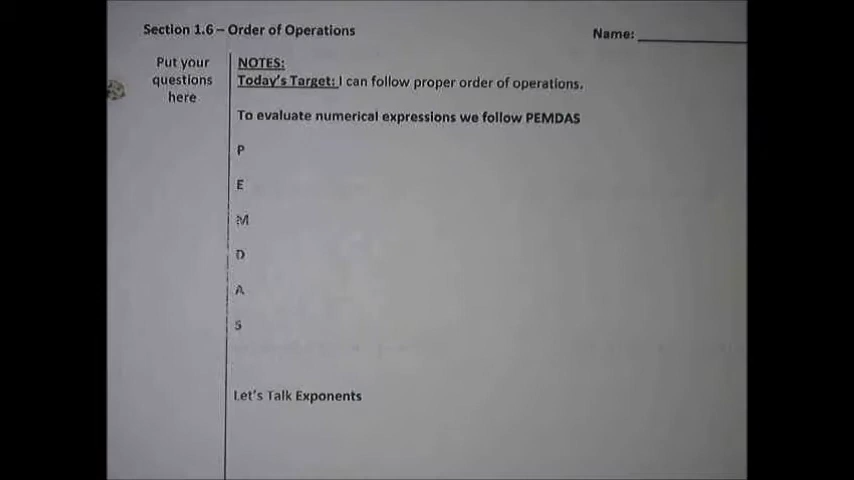 Section 1.6 – Order of Operations
Name:
Put your
questions
here
NOTES:
Today's Target: I can follow proper order of operations.
To evaluate numerical expressions we follow PEMDAS
P
E
M
D
A
S
Let's Talk Exponents